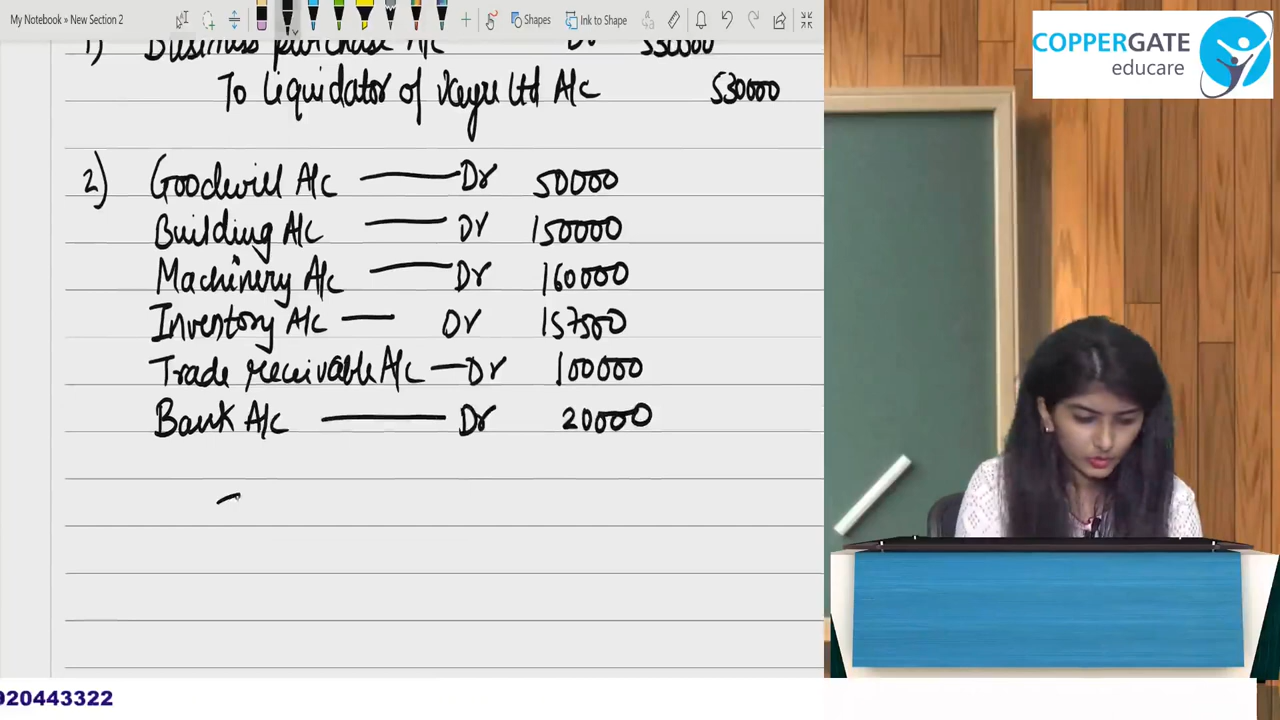 My Notebook » New Section 2
Shapes
Ink to Shape
COPPERGATE
educare
1) Business purchase A/c Dr 530000
To Liquidator of Ltd A/c 530000
2) Goodwill A/c Dr 50000
Building A/c Dr 150000
Machinery A/c Dr 160000
Inventory A/c Dr 157500
Trade receivable A/c Dr 100000
Bank A/c Dr 20000
920443322